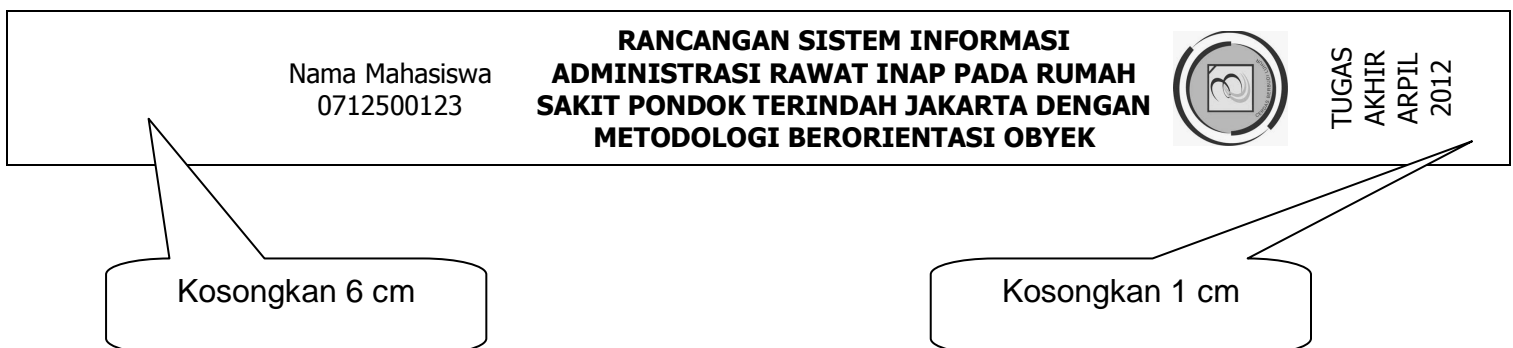 Nama Mahasiswa
0712500123
RANCANGAN SISTEM INFORMASI
ADMINISTRASI RAWAT INAP PADA RUMAH
SAKIT PONDOK TERINDAH JAKARTA DENGAN
METODOLOGI BERORIENTASI OBYEK
TUGAS
AKHIR
ARPIL
2012
Kosongkan 6 cm
Kosongkan 1 cm